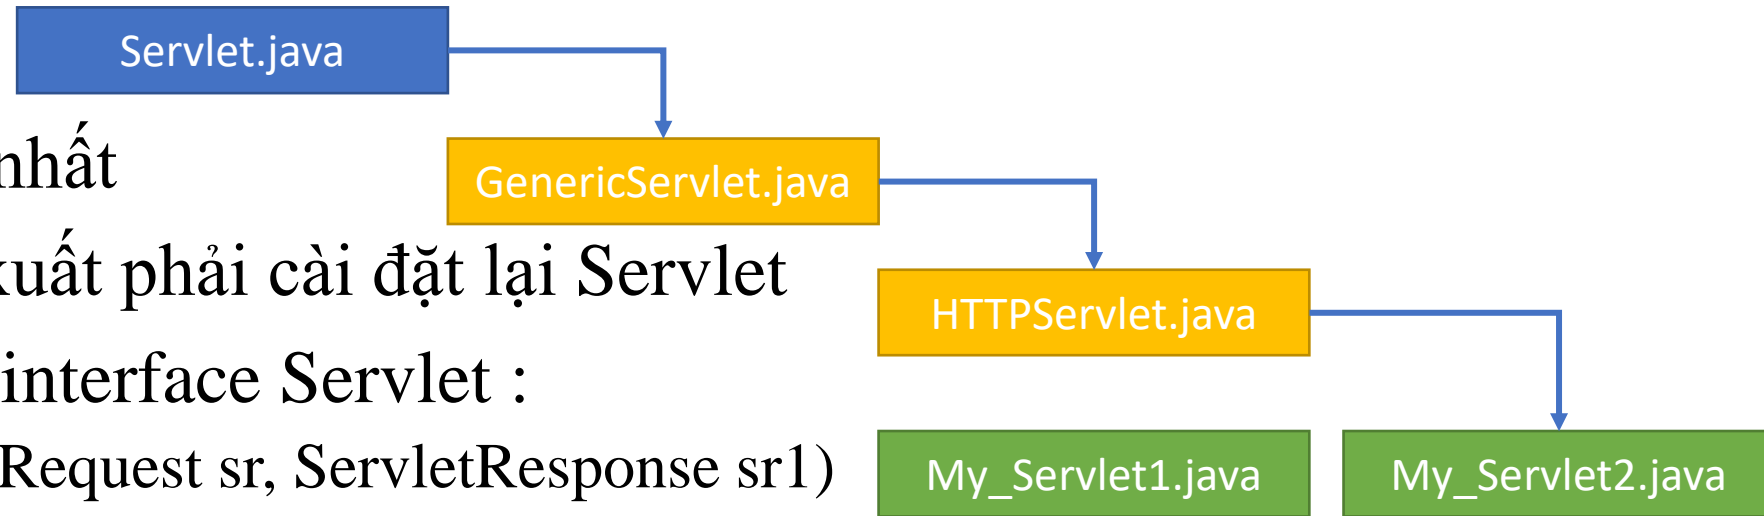 Servlet.java
nhất
GenericServlet.java
xuất phải cài đặt lại Servlet
HTTPServlet.java
interface Servlet :
Request sr, ServletResponse sr1)
My_Servlet1.java
My_Servlet2.java